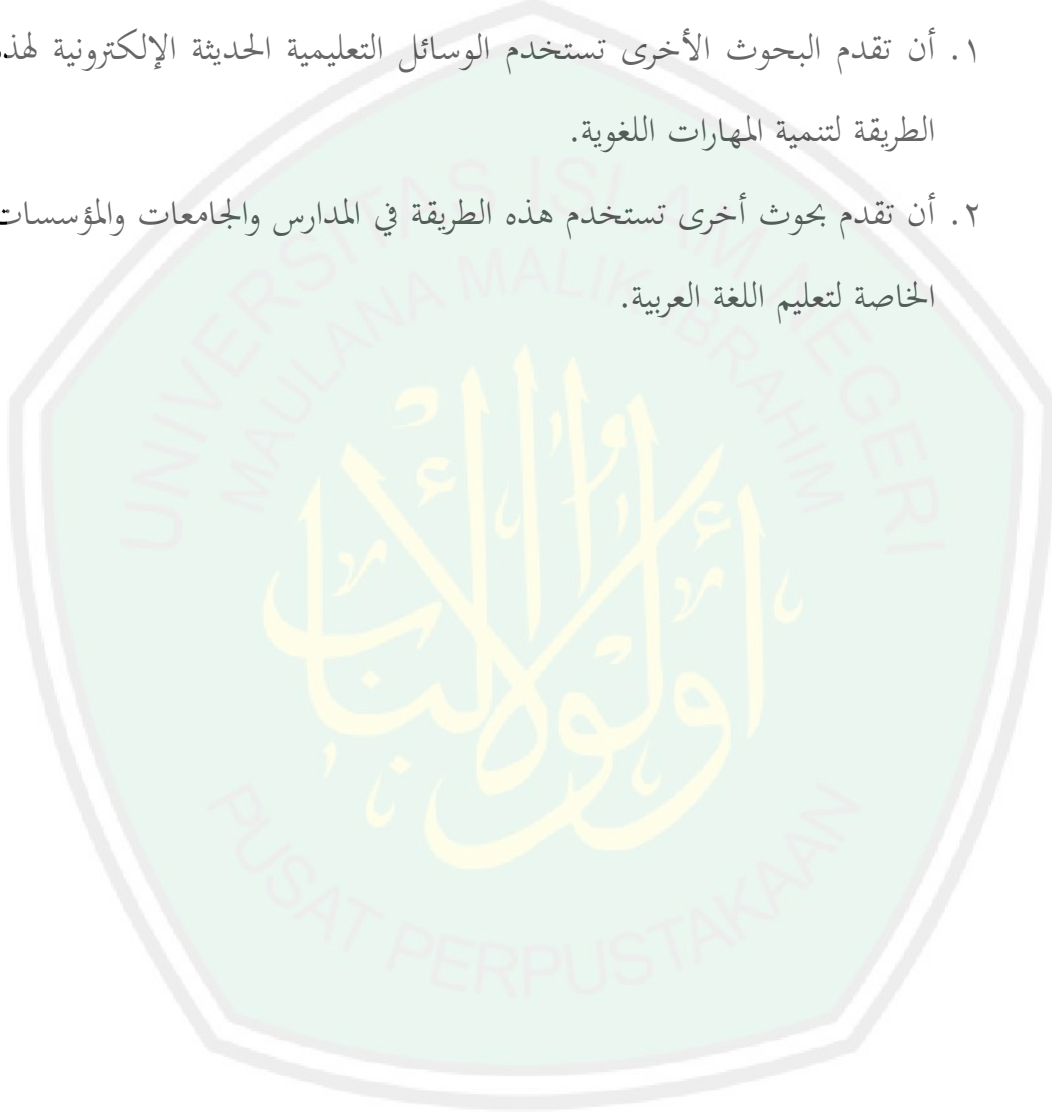 ١. أن تقدم البحوث الأخرى تستخدم الوسائل التعليمية الحديثة الإلكترونية لهذ
الطريقة لتنمية المهارات اللغوية.
٢. أن تقدم بحوث أخرى تستخدم هذه الطريقة في المدارس والجامعات والمؤسسات
الخاصة لتعليم اللغة العربية.
UNIVERSITAS ISLAM NEGERI
MAULANA MALIK IBRAHIM
أولوا الألباب
PUSAT PERPUSTAKAAN